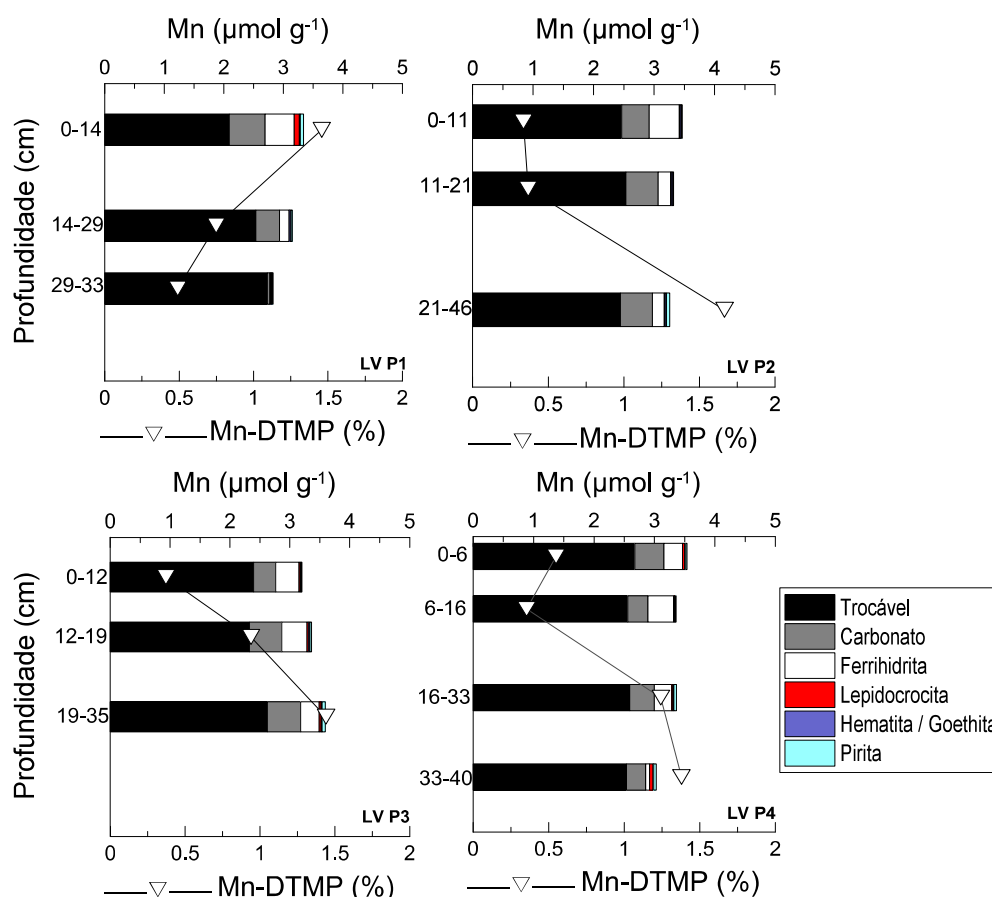 Mn (µmol g⁻¹)
0 1 2 3 4 5
Profundidade (cm)
0-14
14-29
29-33
LV P1
0 0.5 1 1.5 2
Mn-DTMP (%)
Mn (µmol g⁻¹)
0 1 2 3 4 5
0-11
11-21
21-46
LV P2
0 0.5 1 1.5 2
Mn-DTMP (%)
Mn (µmol g⁻¹)
0 1 2 3 4 5
Profundidade (cm)
0-12
12-19
19-35
LV P3
0 0.5 1 1.5 2
Mn-DTMP (%)
Mn (µmol g⁻¹)
0 1 2 3 4 5
0-6
6-16
16-33
33-40
LV P4
0 0.5 1 1.5 2
Mn-DTMP (%)
Trocável
Carbonato
Ferrihidrita
Lepidocrocita
Hematita / Goethita
Pirita